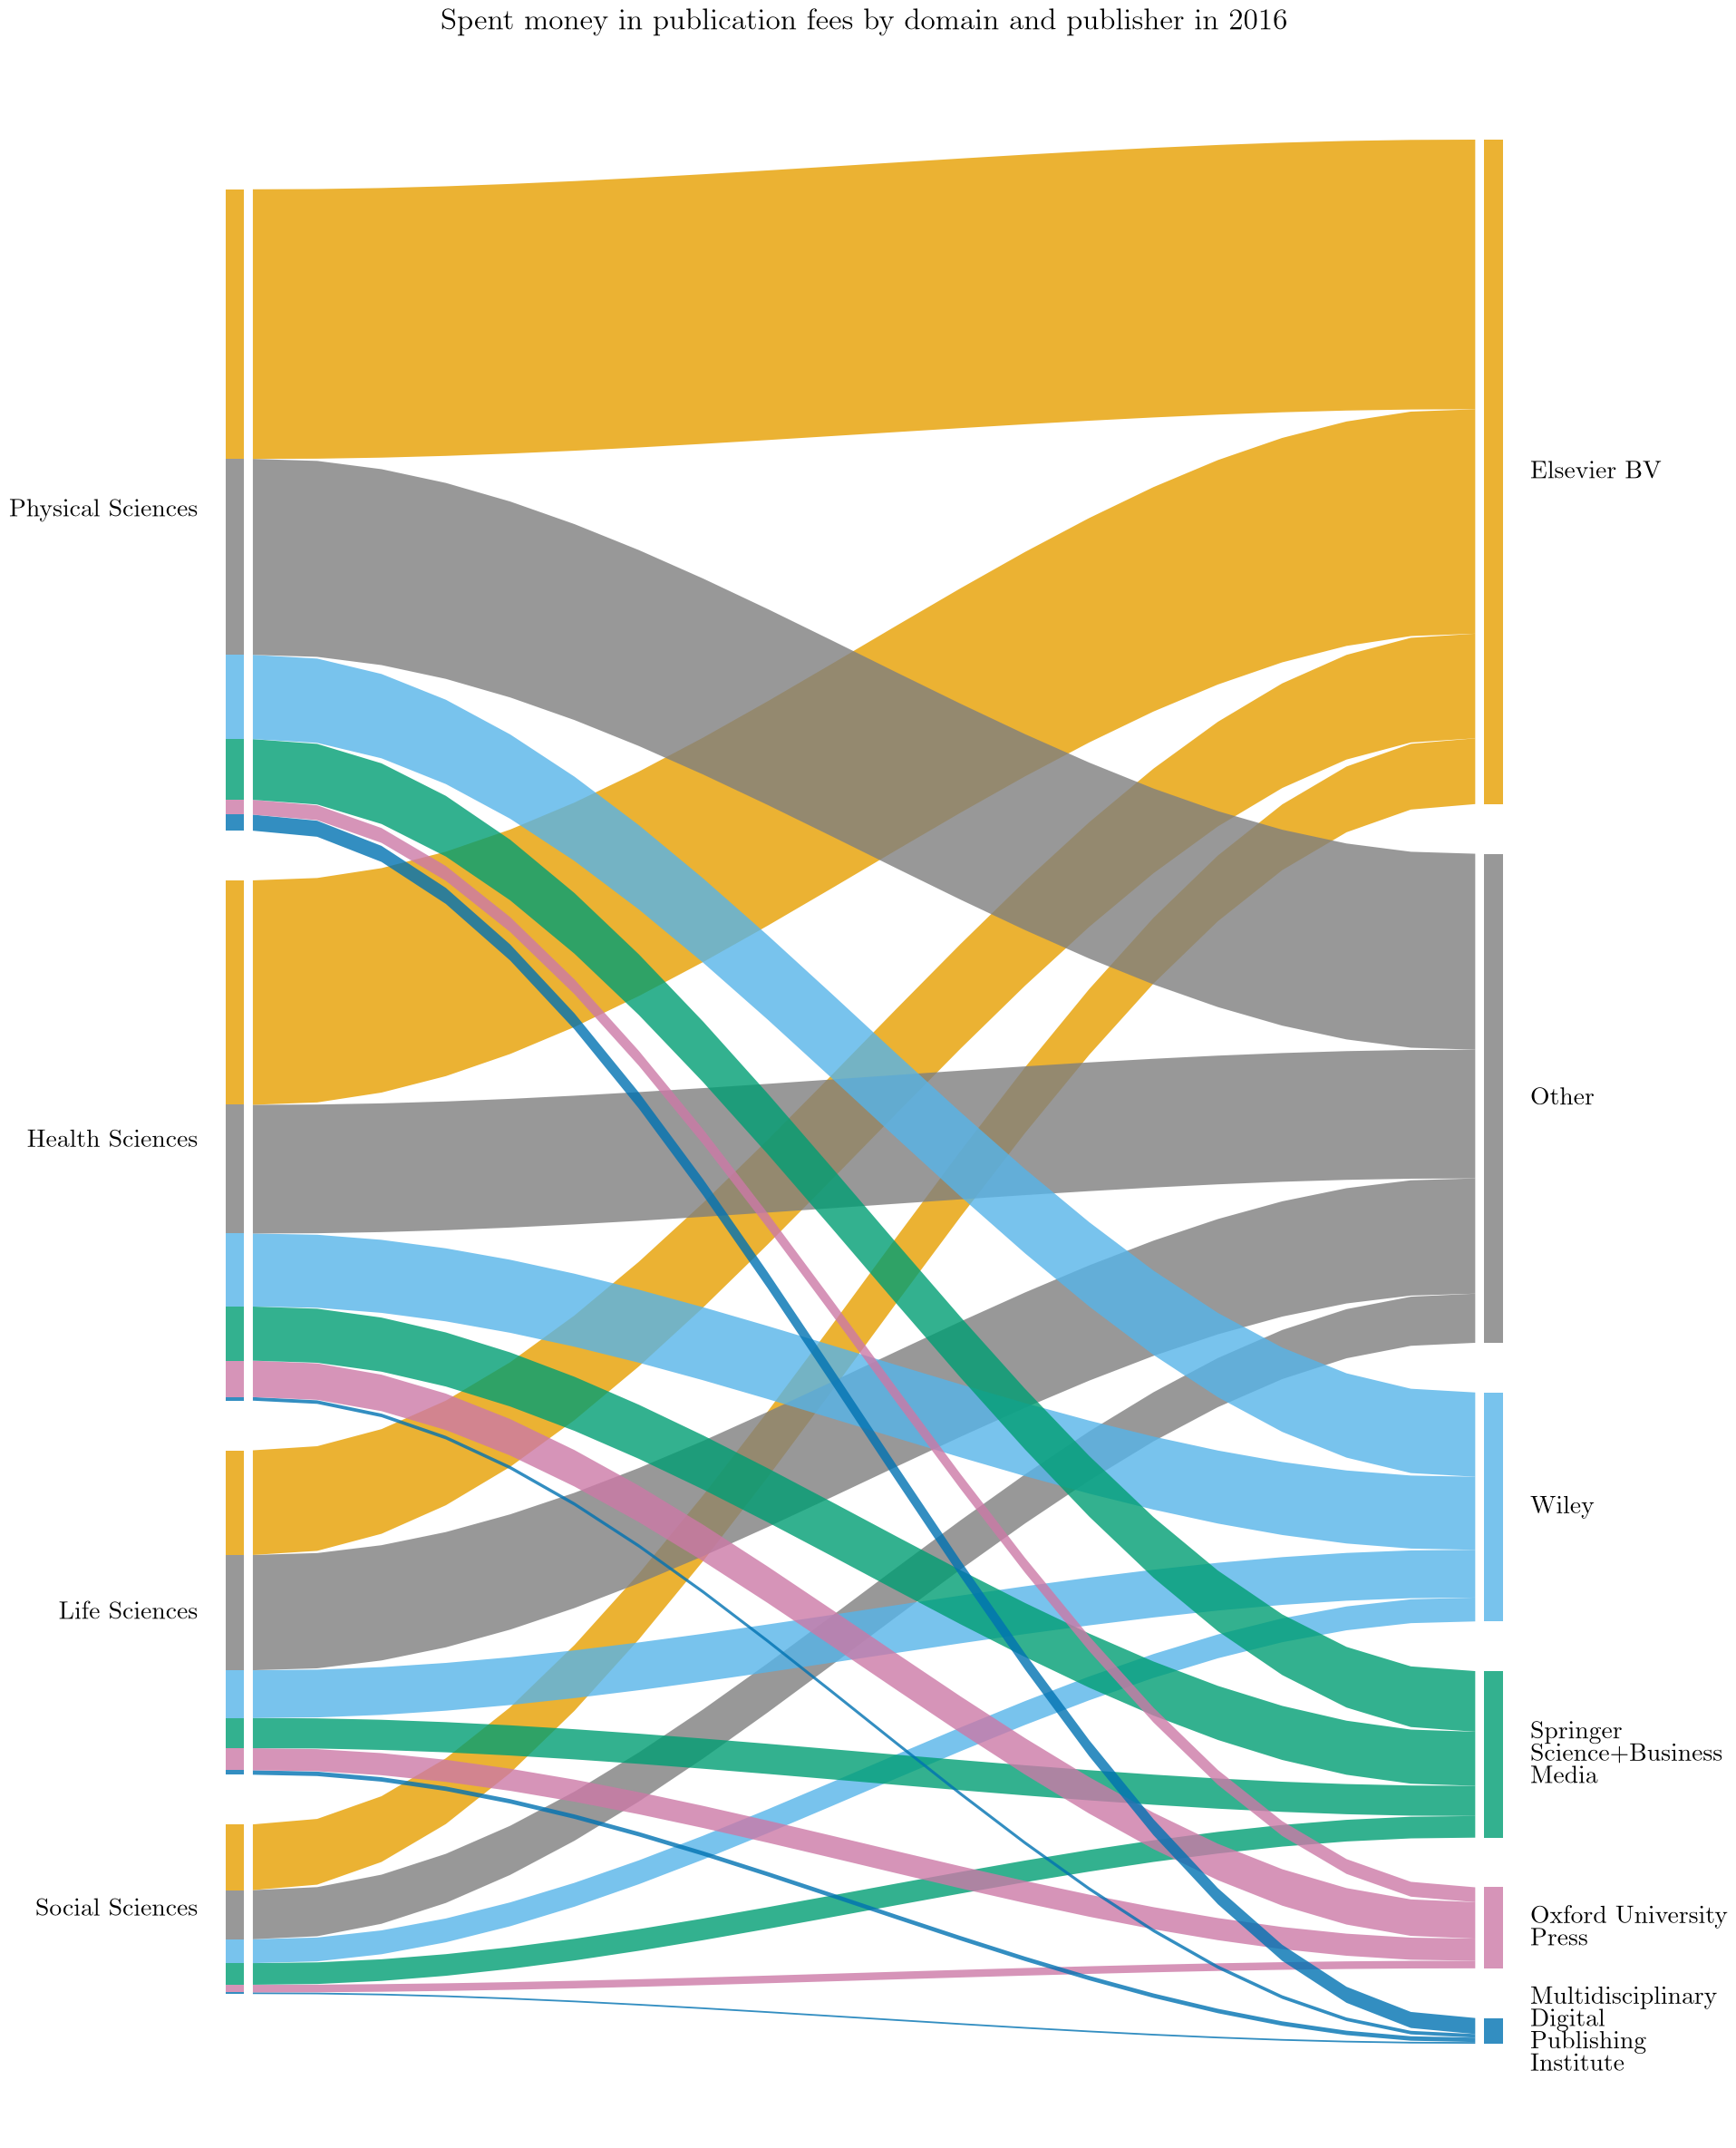 Spent money in publication fees by domain and publisher in 2016
Physical Sciences
Health Sciences
Life Sciences
Social Sciences
Elsevier BV
Other
Wiley
Springer
Science+Business
Media
Oxford University
Press
Multidisciplinary
Digital
Publishing
Institute